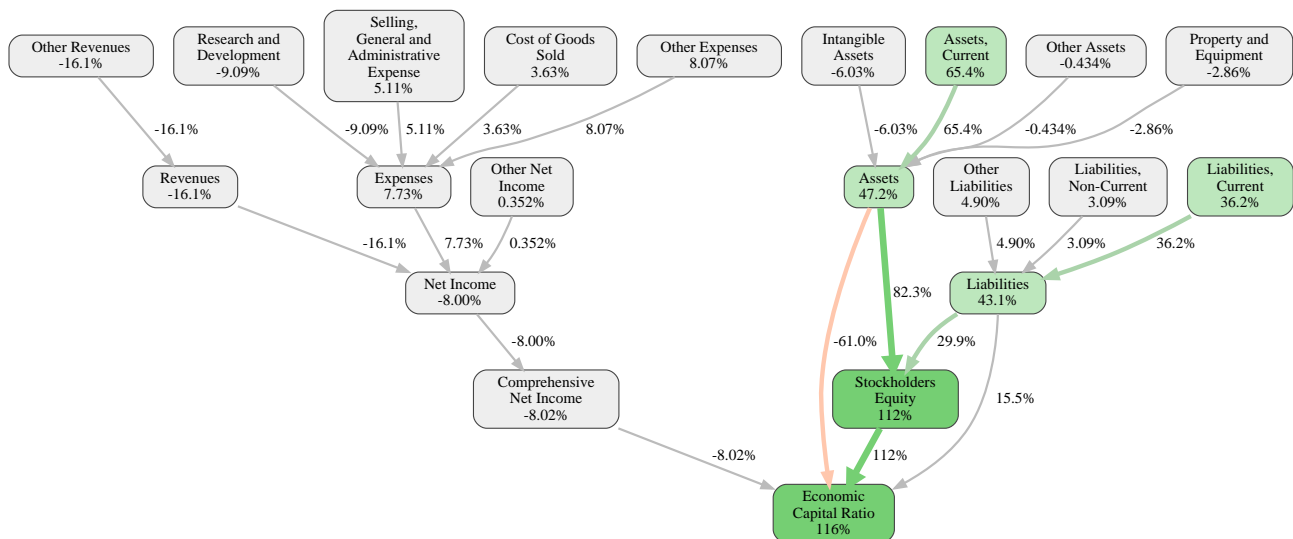 Other Revenues
-16.1%
Research and
Development
-9.09%
Selling,
General and
Administrative
Expense
5.11%
Cost of Goods
Sold
3.63%
Other Expenses
8.07%
Intangible
Assets
-6.03%
Assets,
Current
65.4%
Other Assets
-0.434%
Property and
Equipment
-2.86%
-16.1%
-9.09%
5.11%
3.63%
8.07%
-6.03%
65.4%
-0.434%
-2.86%
Revenues
-16.1%
Expenses
7.73%
Other Net
Income
0.352%
Assets
47.2%
Other
Liabilities
4.90%
Liabilities,
Non-Current
3.09%
Liabilities,
Current
36.2%
-16.1%
7.73%
0.352%
4.90%
3.09%
36.2%
Net Income
-8.00%
82.3%
Liabilities
43.1%
-8.00%
-61.0%
29.9%
Comprehensive
Net Income
-8.02%
Stockholders
Equity
112%
15.5%
-8.02%
112%
Economic
Capital Ratio
116%